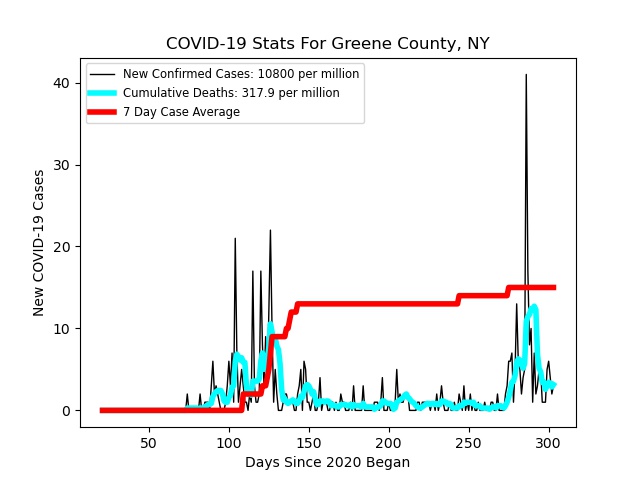 COVID-19 Stats For Greene County, NY
New Confirmed Cases: 10800 per million
Cumulative Deaths: 317.9 per million
7 Day Case Average
40
30
20
10
0
New COVID-19 Cases
50 100 150 200 250 300
Days Since 2020 Began